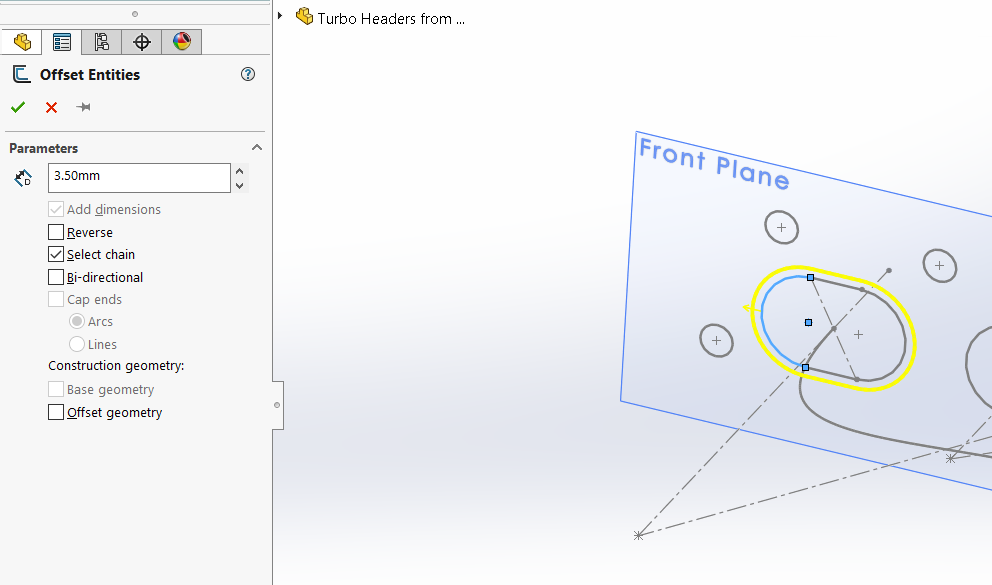 Turbo Headers from ...
Offset Entities
Parameters
3.50mm
Add dimensions
Reverse
Select chain
Bi-directional
Cap ends
Arcs
Lines
Construction geometry:
Base geometry
Offset geometry
Front Plane